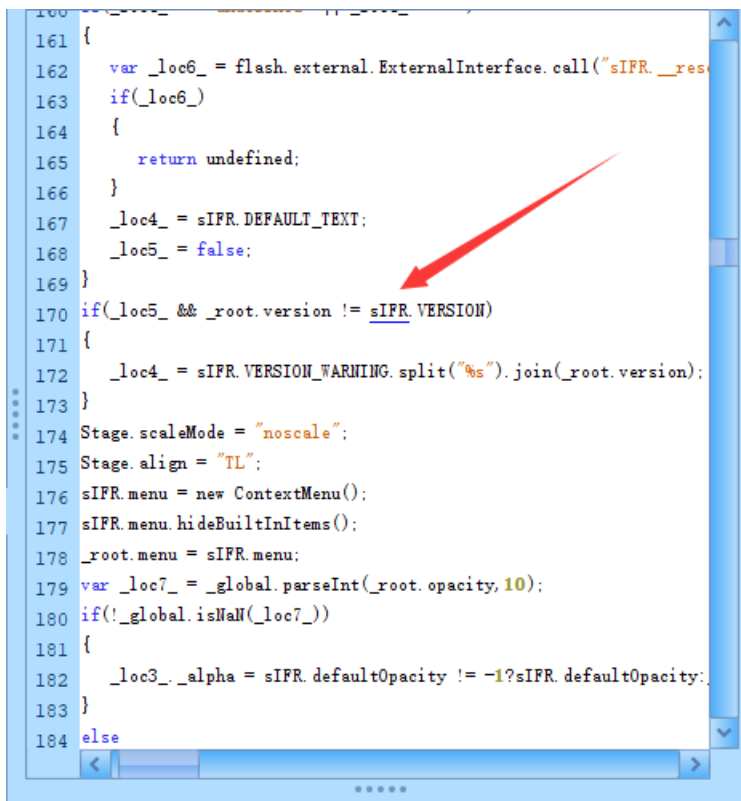 161 {
162 var _loc6_ = flash.external.ExternalInterface.call("sIFR.__res
163 if(_loc6_)
164 {
165 return undefined;
166 }
167 _loc4_ = sIFR.DEFAULT_TEXT;
168 _loc5_ = false;
169 }
170 if(_loc5_ && _root.version != sIFR.VERSION)
171 {
172 _loc4_ = sIFR.VERSION_WARNING.split("%s").join(_root.version);
173 }
174 Stage.scaleMode = "noscale";
175 Stage.align = "TL";
176 sIFR.menu = new ContextMenu();
177 sIFR.menu.hideBuiltInItems();
178 _root.menu = sIFR.menu;
179 var _loc7_ = _global.parseInt(_root.opacity,10);
180 if(!_global.isNaN(_loc7_))
181 {
182 _loc3_._alpha = sIFR.defaultOpacity != -1?sIFR.defaultOpacity:
183 }
184 else